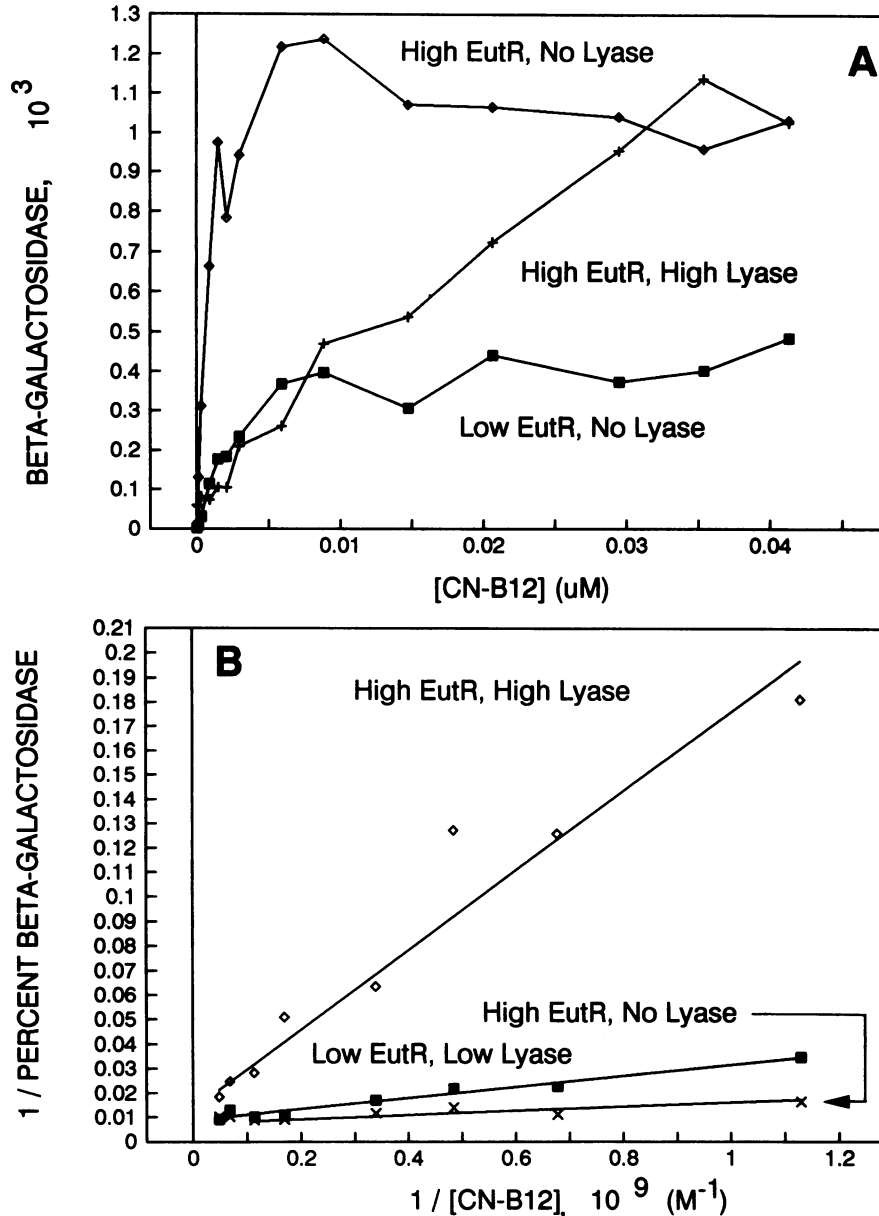 A
BETA-GALACTOSIDASE, 10 3
1.3
1.2
1.1
1
0.9
0.8
0.7
0.6
0.5
0.4
0.3
0.2
0.1
0
High EutR, No Lyase
High EutR, High Lyase
Low EutR, No Lyase
0 0.01 0.02 0.03 0.04
[CN-B12] (uM)
B
1 / PERCENT BETA-GALACTOSIDASE
0.21
0.2
0.19
0.18
0.17
0.16
0.15
0.14
0.13
0.12
0.11
0.1
0.09
0.08
0.07
0.06
0.05
0.04
0.03
0.02
0.01
0
High EutR, High Lyase
High EutR, No Lyase
Low EutR, Low Lyase
0 0.2 0.4 0.6 0.8 1 1.2
1 / [CN-B12], 10 9 (M-1)